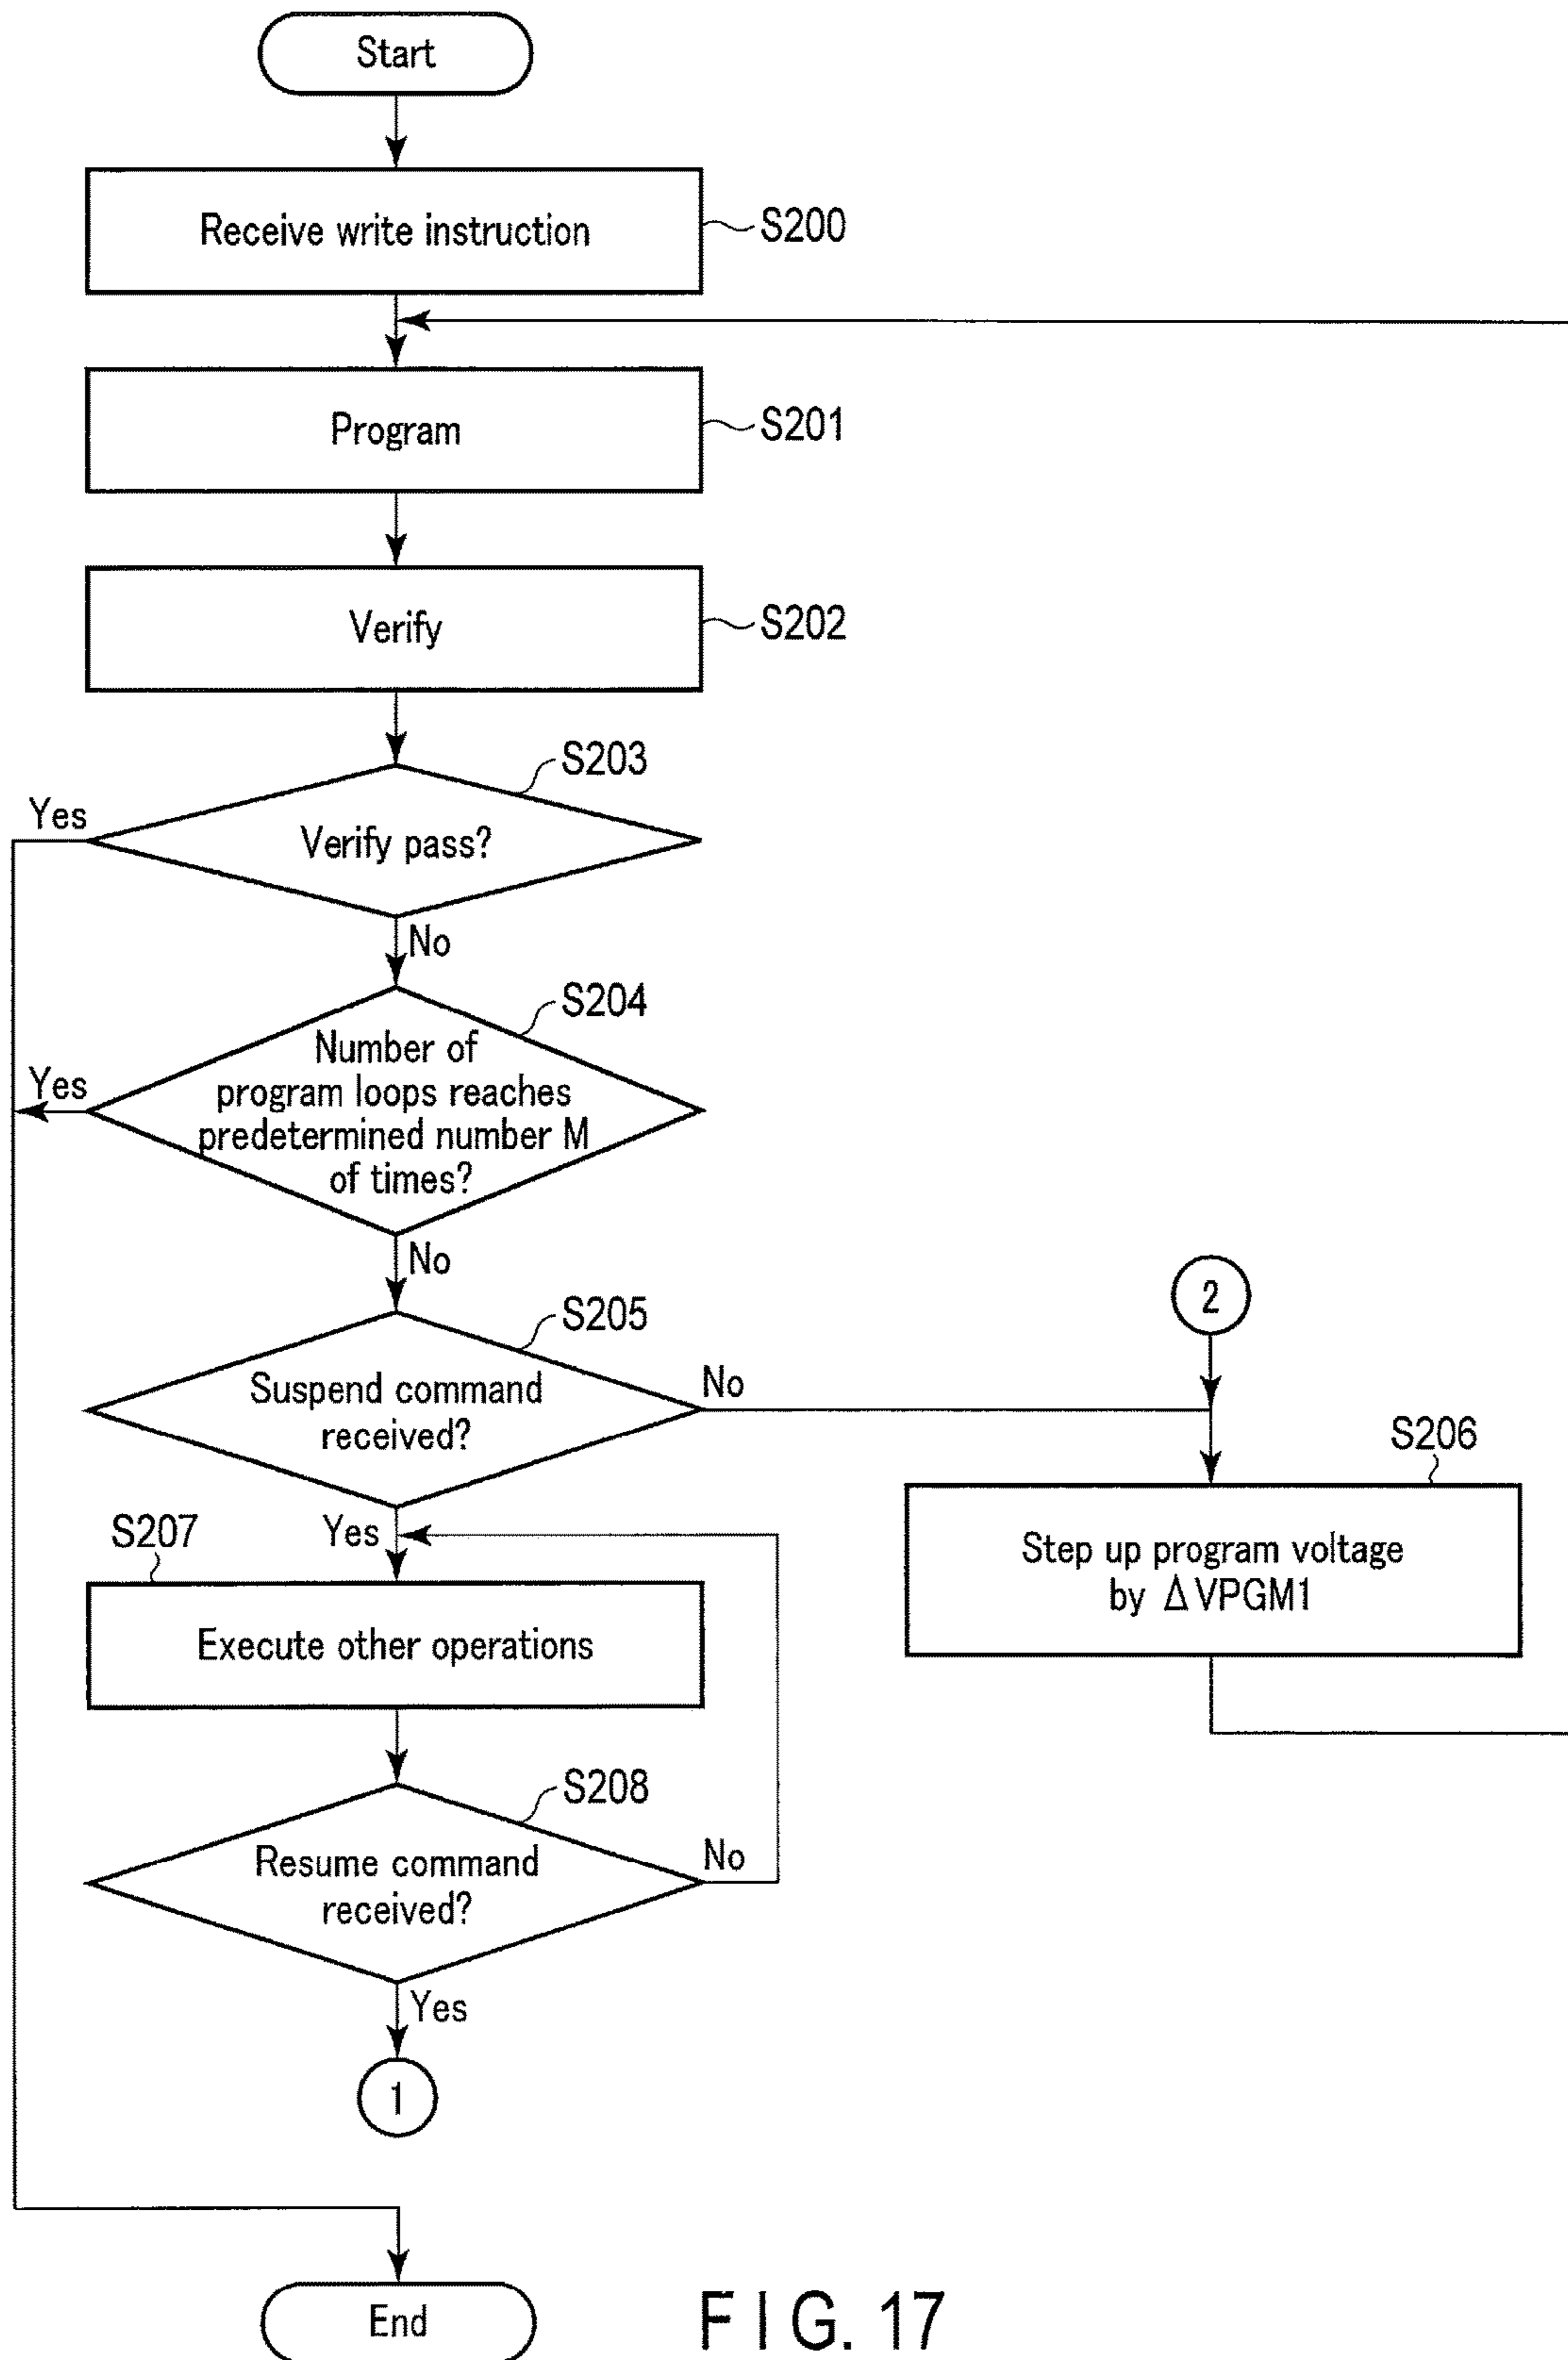 Start
Receive write instruction
S200
Program
S201
Verify
S202
S203
Yes
Verify pass?
No
S204
Number of
program loops reaches
predetermined number M
of times?
Yes
No
S205
Suspend command
received?
No
2
S206
Step up program voltage
by ΔVPGM1
Yes
S207
Execute other operations
S208
Resume command
received?
No
Yes
1
End
FIG. 17